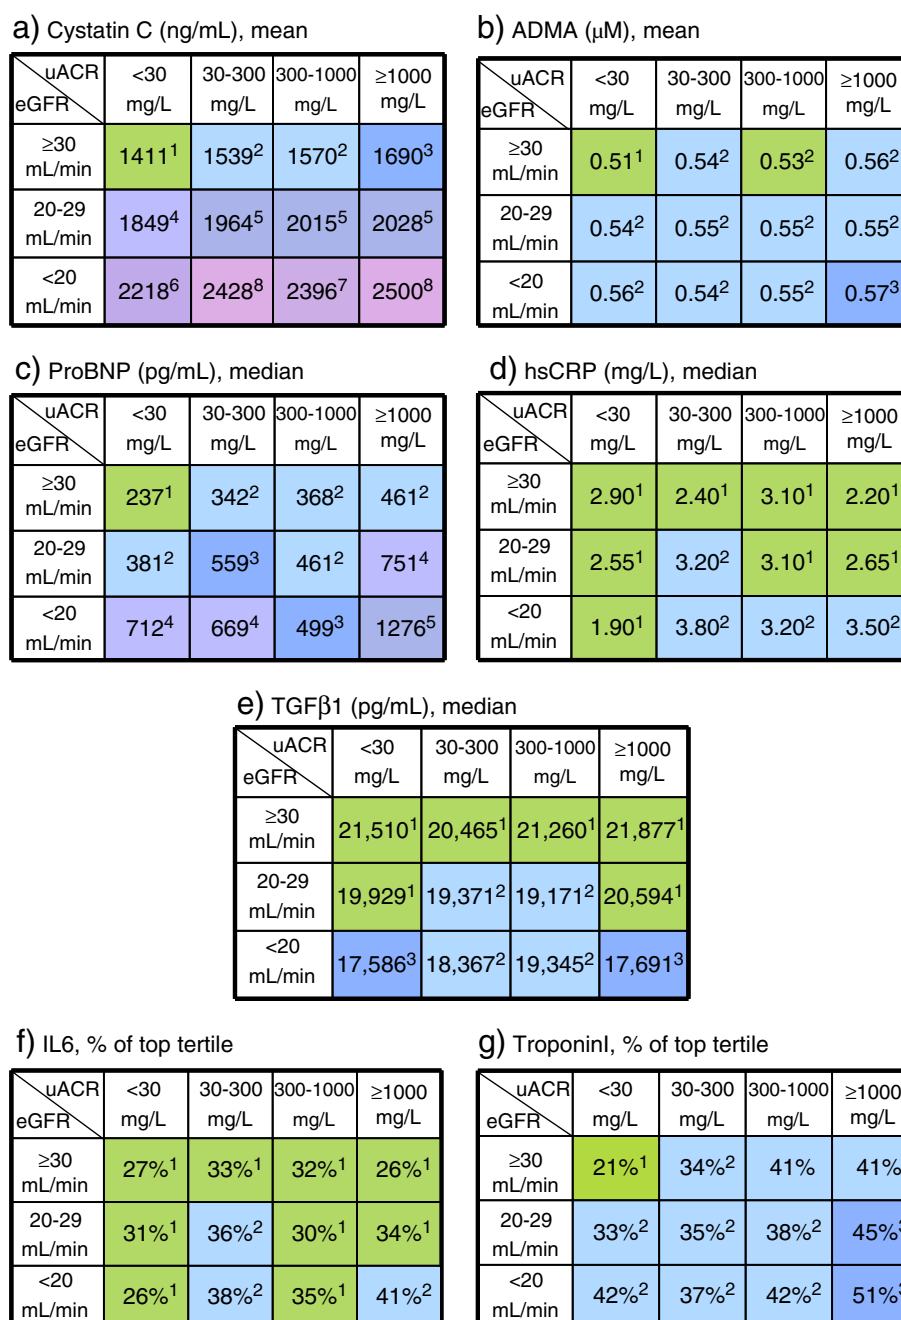 a) Cystatin C (ng/mL), mean
uACR <30 30-300 300-1000 ≥1000
eGFR mg/L mg/L mg/L mg/L
≥30 mL/min 1411¹ 1539² 1570² 1690³
20-29 mL/min 1849⁴ 1964⁵ 2015⁵ 2028⁵
<20 mL/min 2218⁶ 2428⁸ 2396⁷ 2500⁸
b) ADMA (μM), mean
uACR <30 30-300 300-1000 ≥1000
eGFR mg/L mg/L mg/L mg/L
≥30 mL/min 0.51¹ 0.54² 0.53² 0.56²
20-29 mL/min 0.54² 0.55² 0.55² 0.55²
<20 mL/min 0.56² 0.54² 0.55² 0.57³
c) ProBNP (pg/mL), median
uACR <30 30-300 300-1000 ≥1000
eGFR mg/L mg/L mg/L mg/L
≥30 mL/min 237¹ 342² 368² 461²
20-29 mL/min 381² 559³ 461² 751⁴
<20 mL/min 712⁴ 669⁴ 499³ 1276⁵
d) hsCRP (mg/L), median
uACR <30 30-300 300-1000 ≥1000
eGFR mg/L mg/L mg/L mg/L
≥30 mL/min 2.90¹ 2.40¹ 3.10¹ 2.20¹
20-29 mL/min 2.55¹ 3.20² 3.10¹ 2.65¹
<20 mL/min 1.90¹ 3.80² 3.20² 3.50²
e) TGFβ1 (pg/mL), median
uACR <30 30-300 300-1000 ≥1000
eGFR mg/L mg/L mg/L mg/L
≥30 mL/min 21,510¹ 20,465¹ 21,260¹ 21,877¹
20-29 mL/min 19,929¹ 19,371² 19,171² 20,594¹
<20 mL/min 17,586³ 18,367² 19,345² 17,691³
f) IL6, % of top tertile
uACR <30 30-300 300-1000 ≥1000
eGFR mg/L mg/L mg/L mg/L
≥30 mL/min 27%¹ 33%¹ 32%¹ 26%¹
20-29 mL/min 31%¹ 36%² 30%¹ 34%¹
<20 mL/min 26%¹ 38%² 35%¹ 41%²
g) TroponinI, % of top tertile
uACR <30 30-300 300-1000 ≥1000
eGFR mg/L mg/L mg/L mg/L
≥30 mL/min 21%¹ 34%² 41% 41%
20-29 mL/min 33%² 35%² 38%² 45%³
<20 mL/min 42%² 37%² 42%² 51%³